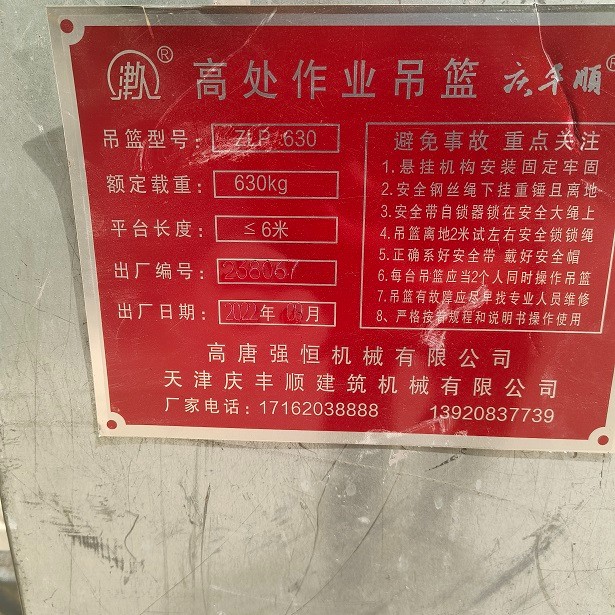 高处作业吊篮 庆丰順 ®
吊篮型号: ZLP 630
额定载重: 630kg
平台长度: ≤6米
出厂编号: 268067
出厂日期: 2022年 09月
避免事故 重点关注
1.悬挂机构安装固定牢固
2.安全钢丝绳下挂重锤且离地
3.安全带自锁器锁在安全大绳上
4.吊篮离地2米试左右安全锁锁绳
5.正确系好安全带 戴好安全帽
6.每台吊篮应当2个人同时操作吊篮
7.吊篮有故障应尽早找专业人员维修
8、严格按着规程和说明书操作使用
高唐强恒机械有限公司
天津庆丰顺建筑机械有限公司
厂家电话: 17162038888 13920837739